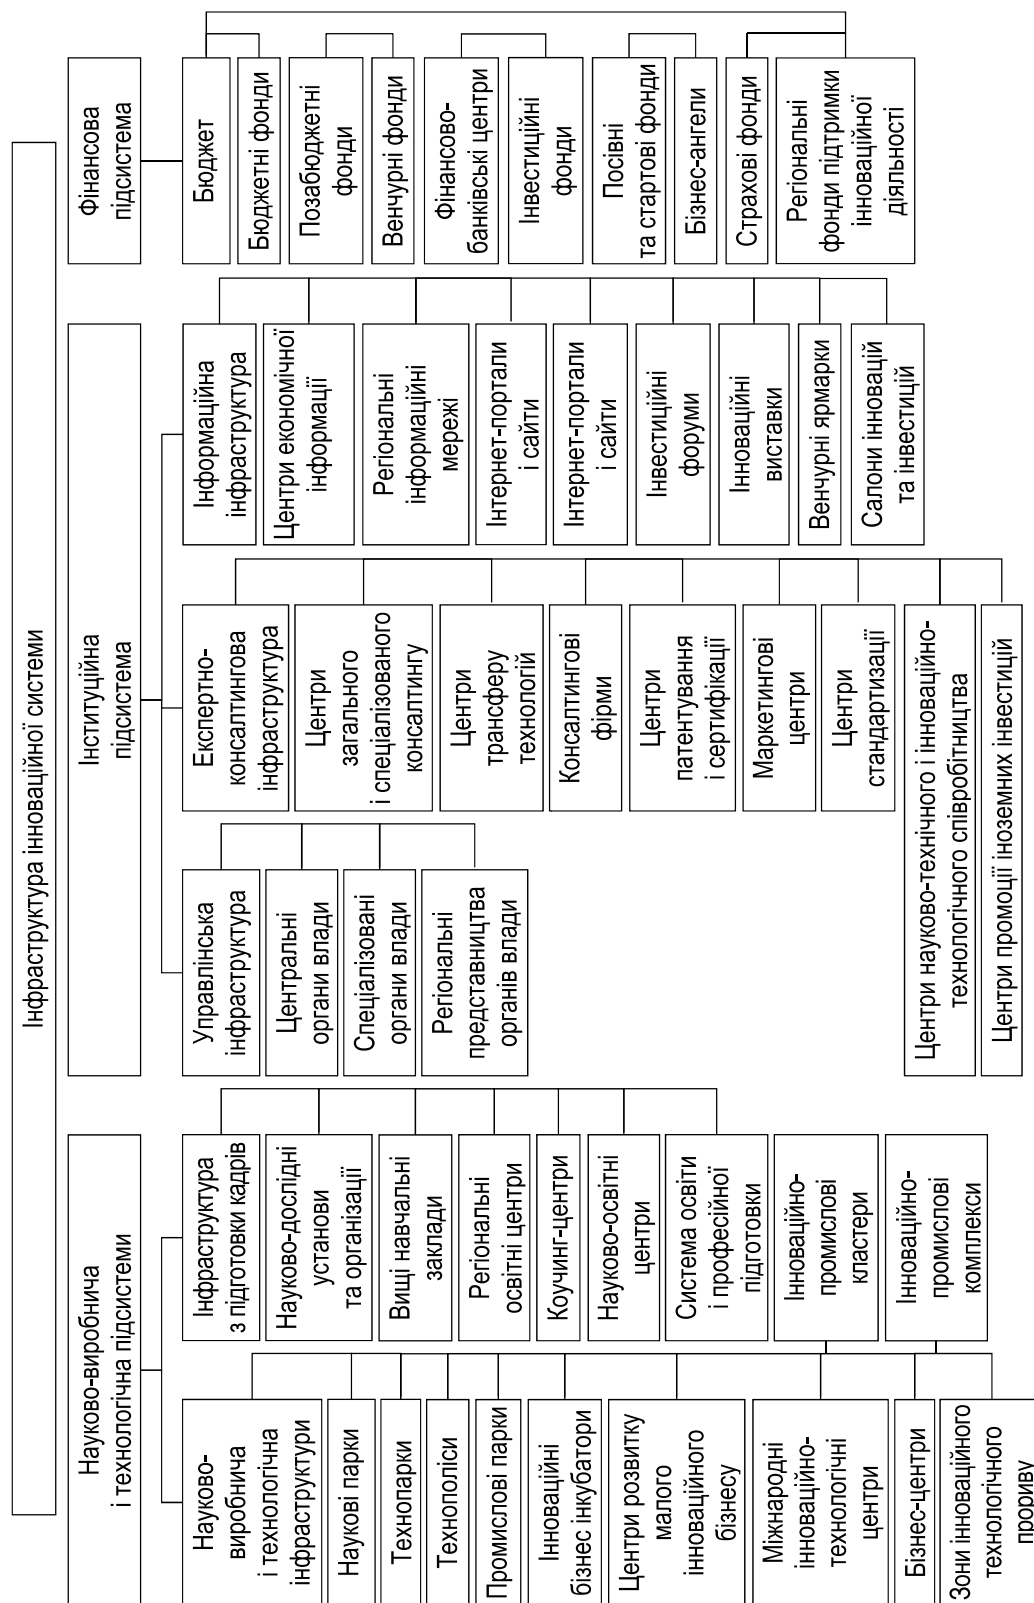 Інфраструктура інноваційної системи
Науково-виробнича
і технологічна підсистеми
Інституційна
підсистема
Фінансова
підсистема
Науково-
виробнича
і технологічна
інфраструктури
Наукові парки
Технопарки
Технополіси
Промислові парки
Інноваційні
бізнес інкубатори
Центри розвитку
малого
інноваційного
бізнесу
Міжнародні
інноваційно-
технологічні
центри
Бізнес-центри
Зони інноваційного
технологічного
прориву
Інфраструктура
з підготовки кадрів
Науково-дослідні
установи
та організації
Вищі навчальні
заклади
Регіональні
освітні центри
Коучинг-центри
Науково-освітні
центри
Система освіти
і професійної
підготовки
Інноваційно-
промислові
кластери
Інноваційно-
промислові
комплекси
Управлінська
інфраструктура
Центральні
органи влади
Спеціалізовані
органи влади
Регіональні
представництва
органів влади
Експертно-
консалтингова
інфраструктура
Центри
загального
і спеціалізованого
консалтингу
Центри
трансферу
технологій
Консалтингові
фірми
Центри
патентування
і сертифікації
Маркетингові
центри
Центри
стандартизації
Центри науково-технічного і інноваційно-
технологічного співробітництва
Центри промоції іноземних інвестицій
Інформаційна
інфраструктура
Центри економічної
інформації
Регіональні
інформаційні
мережі
Інтернет-портали
і сайти
Інтернет-портали
і сайти
Інвестиційні
форуми
Інноваційні
виставки
Венчурні ярмарки
Салони інновацій
та інвестицій
Бюджет
Бюджетні фонди
Позабюджетні
фонди
Венчурні фонди
Фінансово-
банківські центри
Інвестиційні
фонди
Посівні
та стартові фонди
Бізнес-ангели
Страхові фонди
Регіональні
фонди підтримки
інноваційної
діяльності